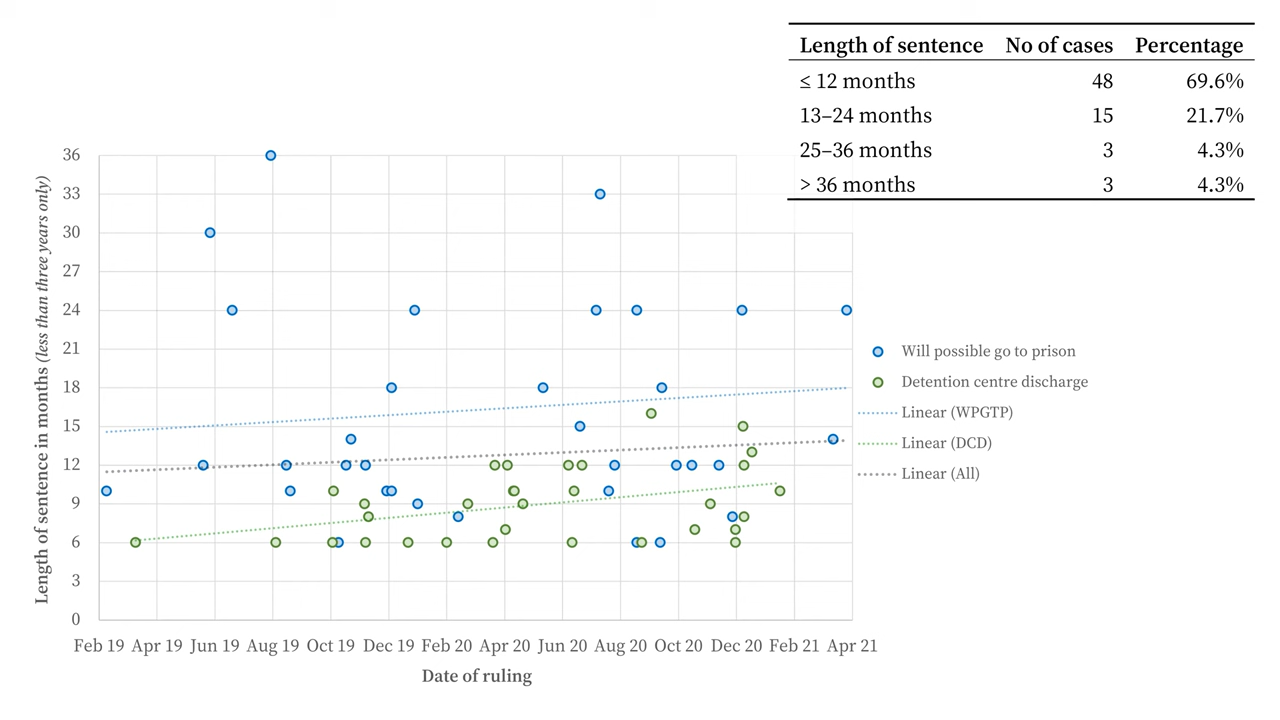 Length of sentence No of cases Percentage
≤ 12 months 48 69.6%
13–24 months 15 21.7%
25–36 months 3 4.3%
> 36 months 3 4.3%
Length of sentence in months (less than three years only)
36
33
30
27
24
21
18
15
12
9
6
3
0
Feb 19 Apr 19 Jun 19 Aug 19 Oct 19 Dec 19 Feb 20 Apr 20 Jun 20 Aug 20 Oct 20 Dec 20 Feb 21 Apr 21
Date of ruling
Will possible go to prison
Detention centre discharge
Linear (WPGTP)
Linear (DCD)
Linear (All)